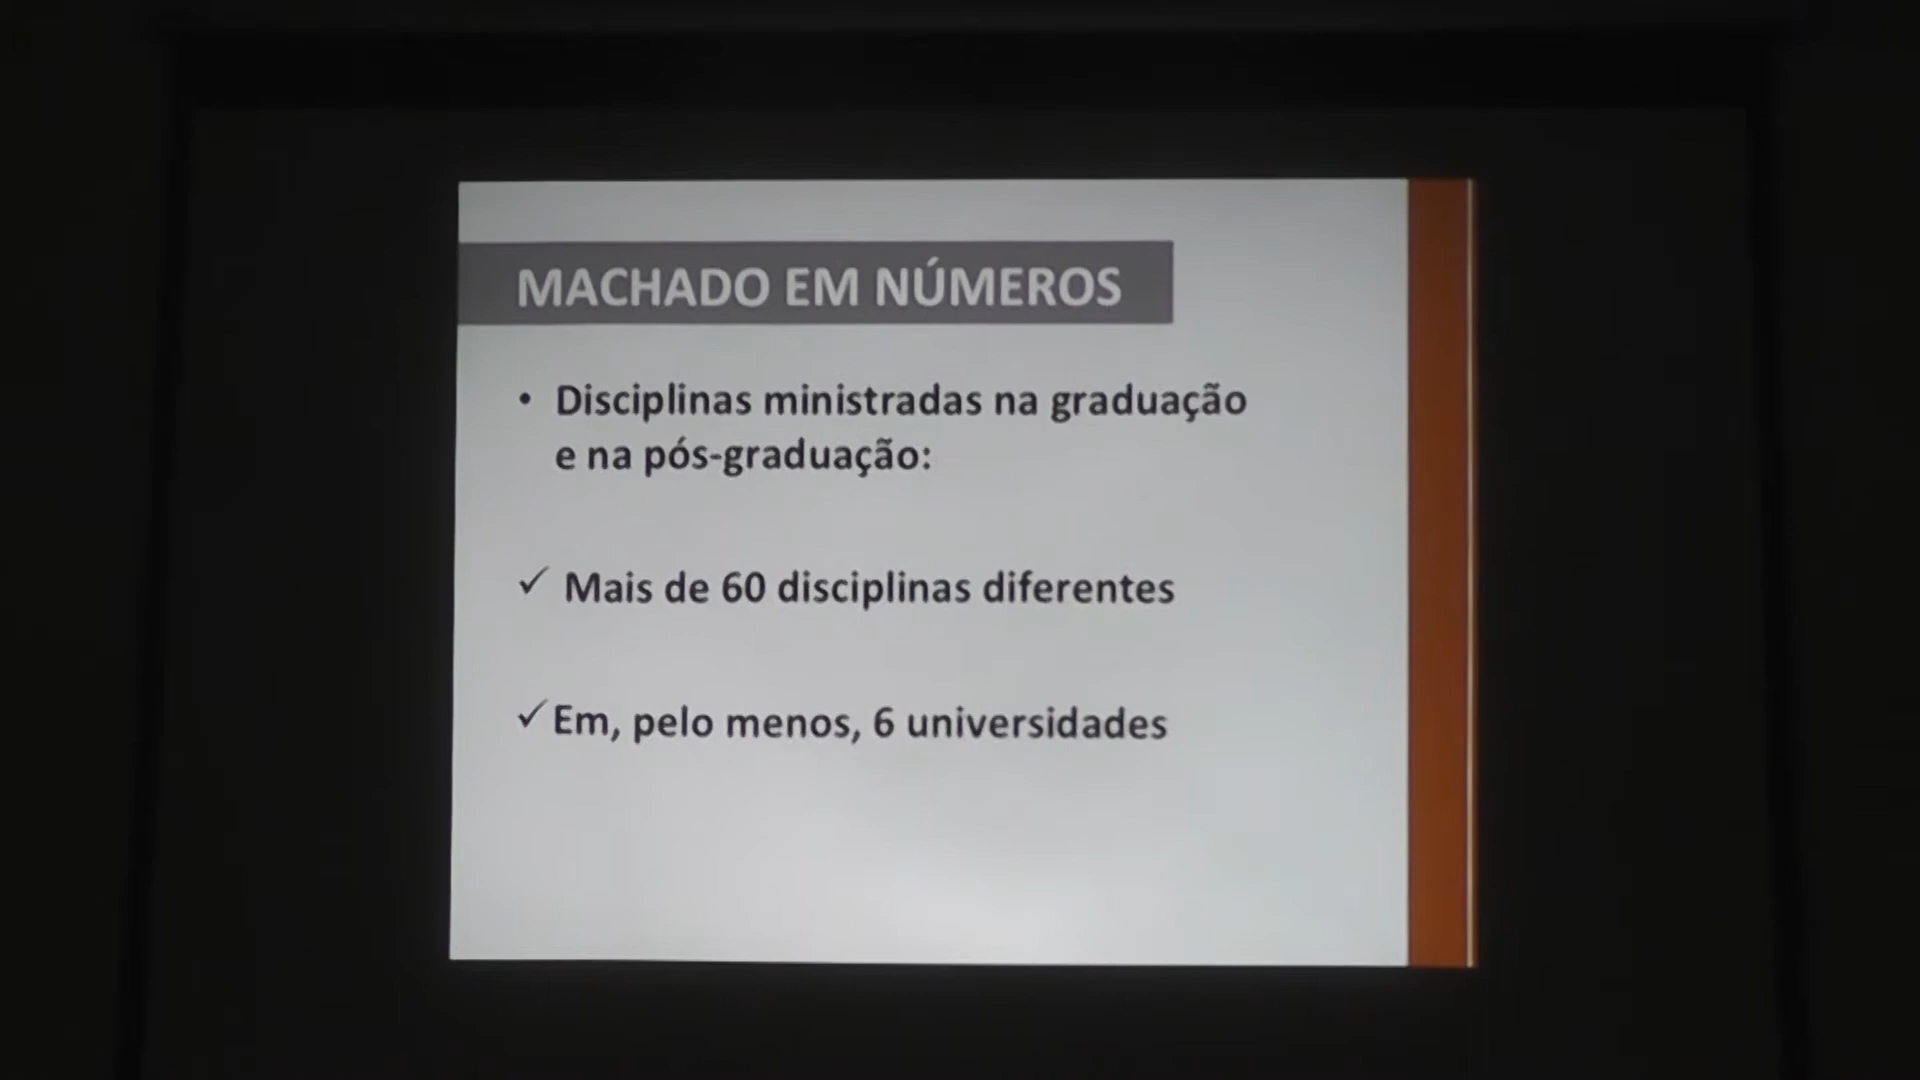 MACHADO EM NÚMEROS
• Disciplinas ministradas na graduação
e na pós-graduação:
✓ Mais de 60 disciplinas diferentes
✓ Em, pelo menos, 6 universidades